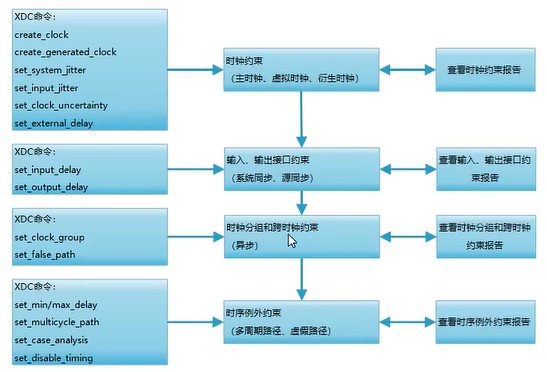 XDC命令：
create_clock
create_generated_clock
set_system_jitter
set_input_jitter
set_clock_uncertainty
set_external_delay
时钟约束
（主时钟、虚拟时钟、衍生时钟）
查看时钟约束报告
XDC命令：
set_input_delay
set_output_delay
输入、输出接口约束
（系统同步、源同步）
查看输入、输出接口约
束报告
XDC命令：
set_clock_group
set_false_path
时钟分组和跨时钟约束
（异步）
查看时钟分组和跨时钟
约束报告
XDC命令：
set_min/max_delay
set_multicycle_path
set_case_analysis
set_disable_timing
时序例外约束
（多周期路径、虚假路径）
查看时序例外约束报告